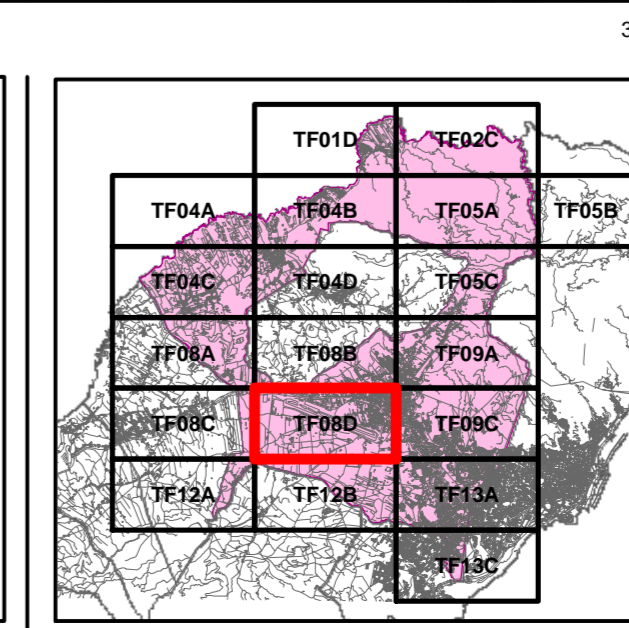 3
TF01D TF02C
TF04A TF04B TF05A TF05B
TF04C TF04D TF05C
TF08A TF08B TF09A
TF08C TF08D TF09C
TF12A TF12B TF13A
TF13C